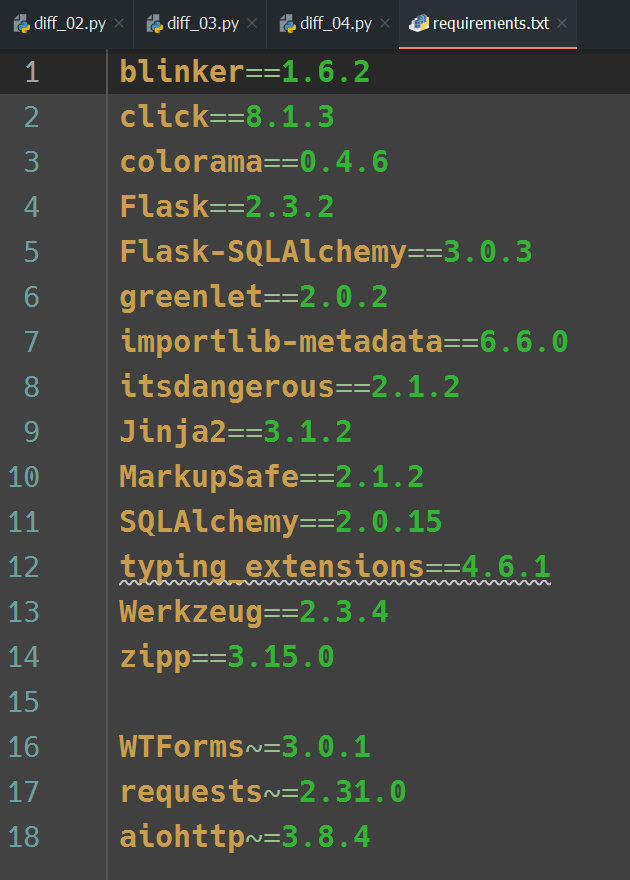 diff_02.py diff_03.py diff_04.py requirements.txt
1 blinker==1.6.2
2 click==8.1.3
3 colorama==0.4.6
4 Flask==2.3.2
5 Flask-SQLAlchemy==3.0.3
6 greenlet==2.0.2
7 importlib-metadata==6.6.0
8 itsdangerous==2.1.2
9 Jinja2==3.1.2
10 MarkupSafe==2.1.2
11 SQLAlchemy==2.0.15
12 typing_extensions==4.6.1
13 Werkzeug==2.3.4
14 zipp==3.15.0
15
16 WTForms~=3.0.1
17 requests~=2.31.0
18 aiohttp~=3.8.4